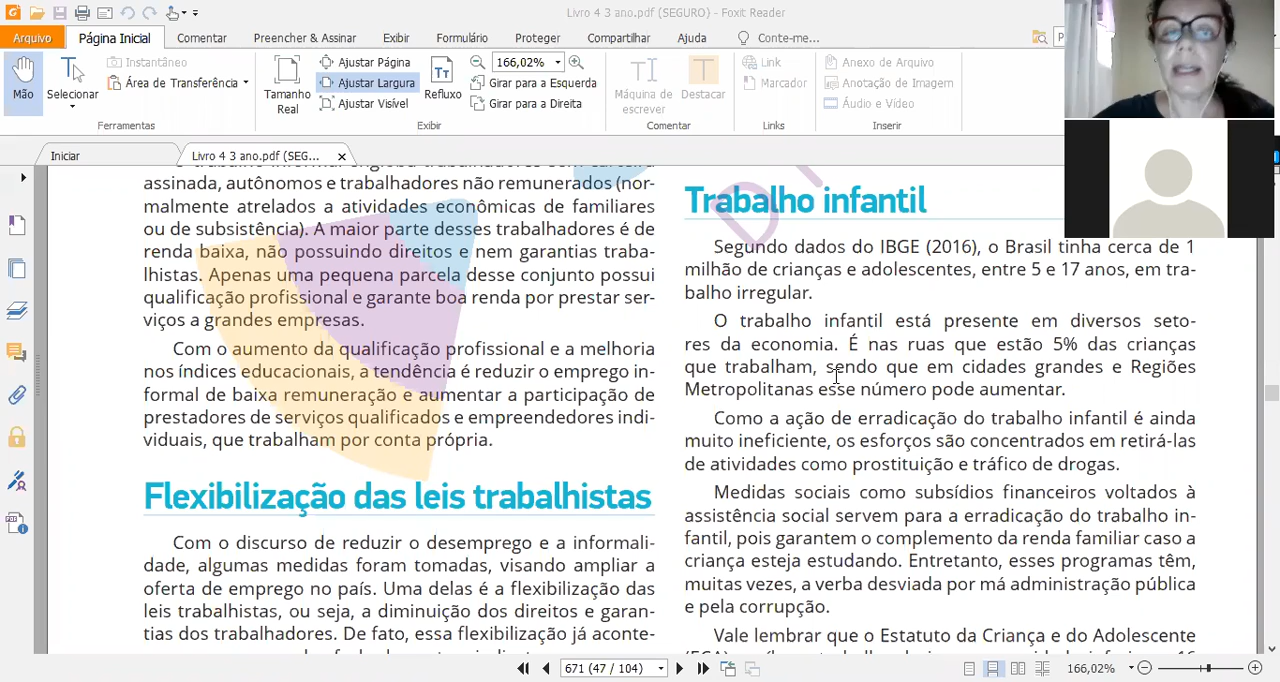 Livro 4 3 ano.pdf (SEGURO) - Foxit Reader
Arquivo
Página Inicial
Comentar
Preencher & Assinar
Exibir
Formulário
Proteger
Compartilhar
Ajuda
Conte-me...
Mão
Selecionar
Instantâneo
Área de Transferência
Ferramentas
Tamanho
Real
Ajustar Página
Ajustar Largura
Ajustar Visível
Refluxo
166,02%
Girar para a Esquerda
Girar para a Direita
Exibir
Máquina de
escrever
Destacar
Comentar
Link
Marcador
Links
Anexo de Arquivo
Anotação de Imagem
Áudio e Vídeo
Inserir
Iniciar
Livro 4 3 ano.pdf (SEG...
assinada, autônomos e trabalhadores não remunerados (nor-
malmente atrelados a atividades econômicas de familiares
ou de subsistência). A maior parte desses trabalhadores é de
renda baixa, não possuindo direitos e nem garantias traba-
lhistas. Apenas uma pequena parcela desse conjunto possui
qualificação profissional e garante boa renda por prestar ser-
viços a grandes empresas.
Com o aumento da qualificação profissional e a melhoria
nos índices educacionais, a tendência é reduzir o emprego in-
formal de baixa remuneração e aumentar a participação de
prestadores de serviços qualificados e empreendedores indi-
viduais, que trabalham por conta própria.
Flexibilização das leis trabalhistas
Com o discurso de reduzir o desemprego e a informali-
dade, algumas medidas foram tomadas, visando ampliar a
oferta de emprego no país. Uma delas é a flexibilização das
leis trabalhistas, ou seja, a diminuição dos direitos e garan-
tias dos trabalhadores. De fato, essa flexibilização já aconte-
Trabalho infantil
Segundo dados do IBGE (2016), o Brasil tinha cerca de 1
milhão de crianças e adolescentes, entre 5 e 17 anos, em tra-
balho irregular.
O trabalho infantil está presente em diversos seto-
res da economia. É nas ruas que estão 5% das crianças
que trabalham, sendo que em cidades grandes e Regiões
Metropolitanas esse número pode aumentar.
Como a ação de erradicação do trabalho infantil é ainda
muito ineficiente, os esforços são concentrados em retirá-las
de atividades como prostituição e tráfico de drogas.
Medidas sociais como subsídios financeiros voltados à
assistência social servem para a erradicação do trabalho in-
fantil, pois garantem o complemento da renda familiar caso a
criança esteja estudando. Entretanto, esses programas têm,
muitas vezes, a verba desviada por má administração pública
e pela corrupção.
Vale lembrar que o Estatuto da Criança e do Adolescente
671 (47 / 104)
166,02%